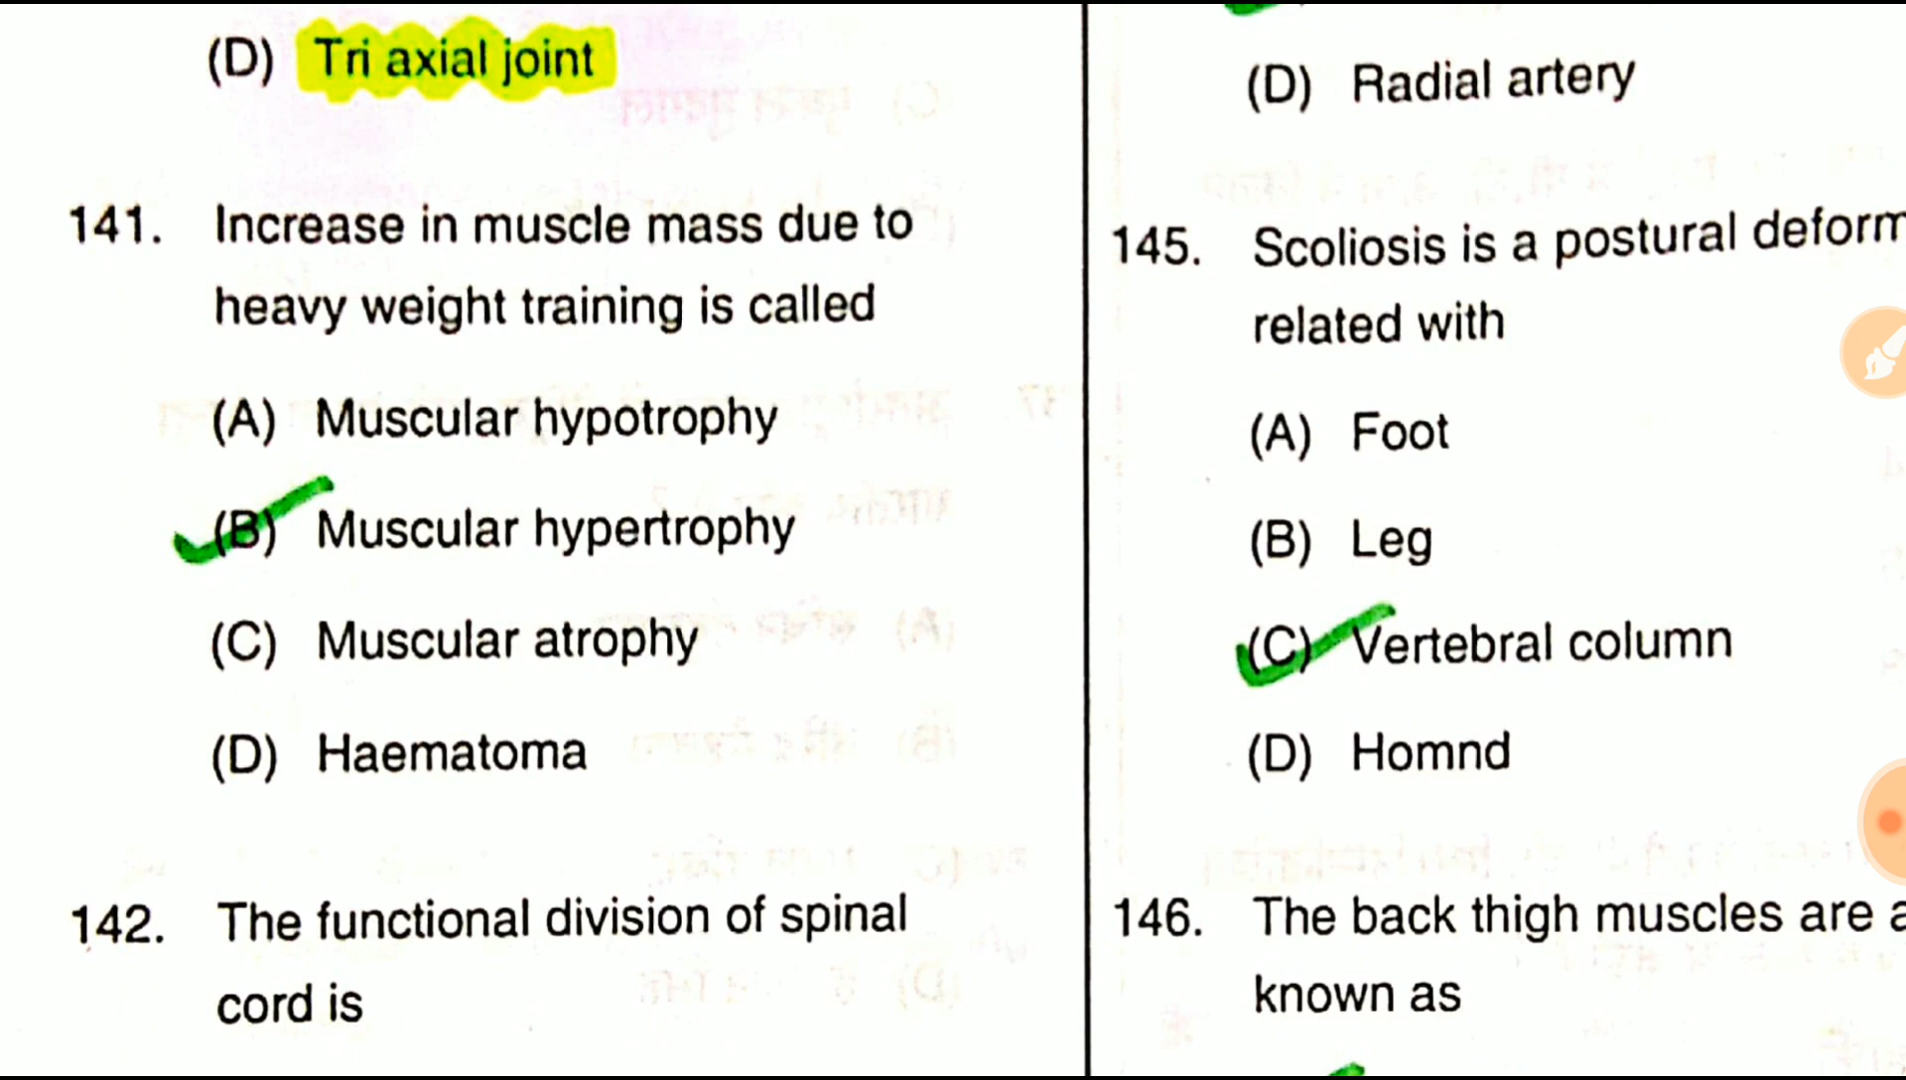 (D) Tri axial joint
141. Increase in muscle mass due to
heavy weight training is called
(A) Muscular hypotrophy
(B) Muscular hypertrophy
(C) Muscular atrophy
(D) Haematoma
142. The functional division of spinal
cord is
(D) Radial artery
145. Scoliosis is a postural deform
related with
(A) Foot
(B) Leg
(C) Vertebral column
(D) Homnd
146. The back thigh muscles are a
known as